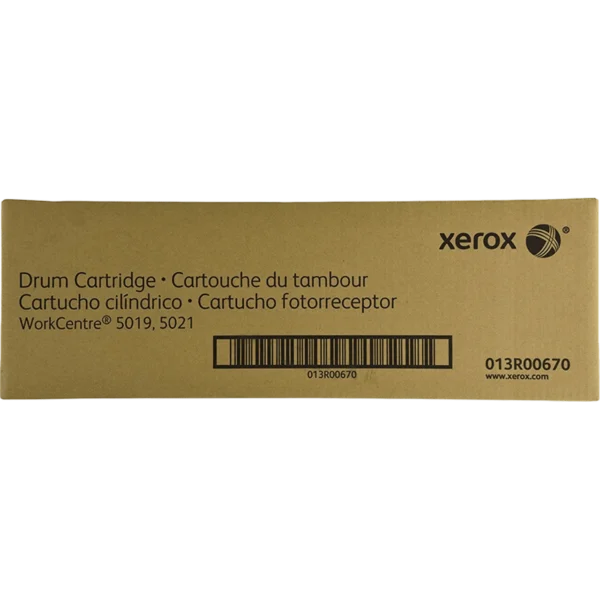 xerox
Drum Cartridge • Cartouche du tambour
Cartucho cilíndrico • Cartucho fotorreceptor
WorkCentre® 5019, 5021
013R00670
013R00670
www.xerox.com